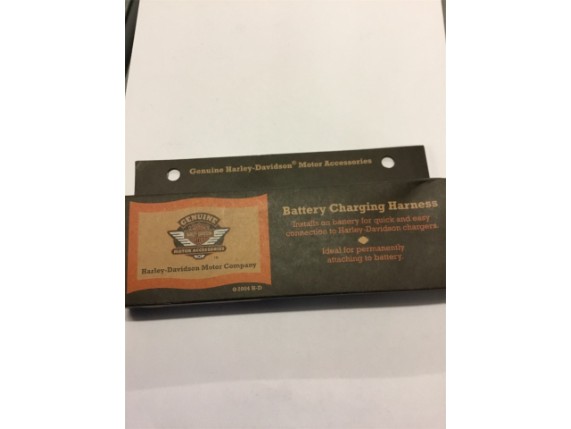 Genuine Harley-Davidson® Motor Accessories
GENUINE
MOTOR ACCESSORIES
Harley-Davidson Motor Company
Battery Charging Harness
Installs on battery for quick and easy
connection to Harley-Davidson chargers.
Ideal for permanently
attaching to battery.
H-D